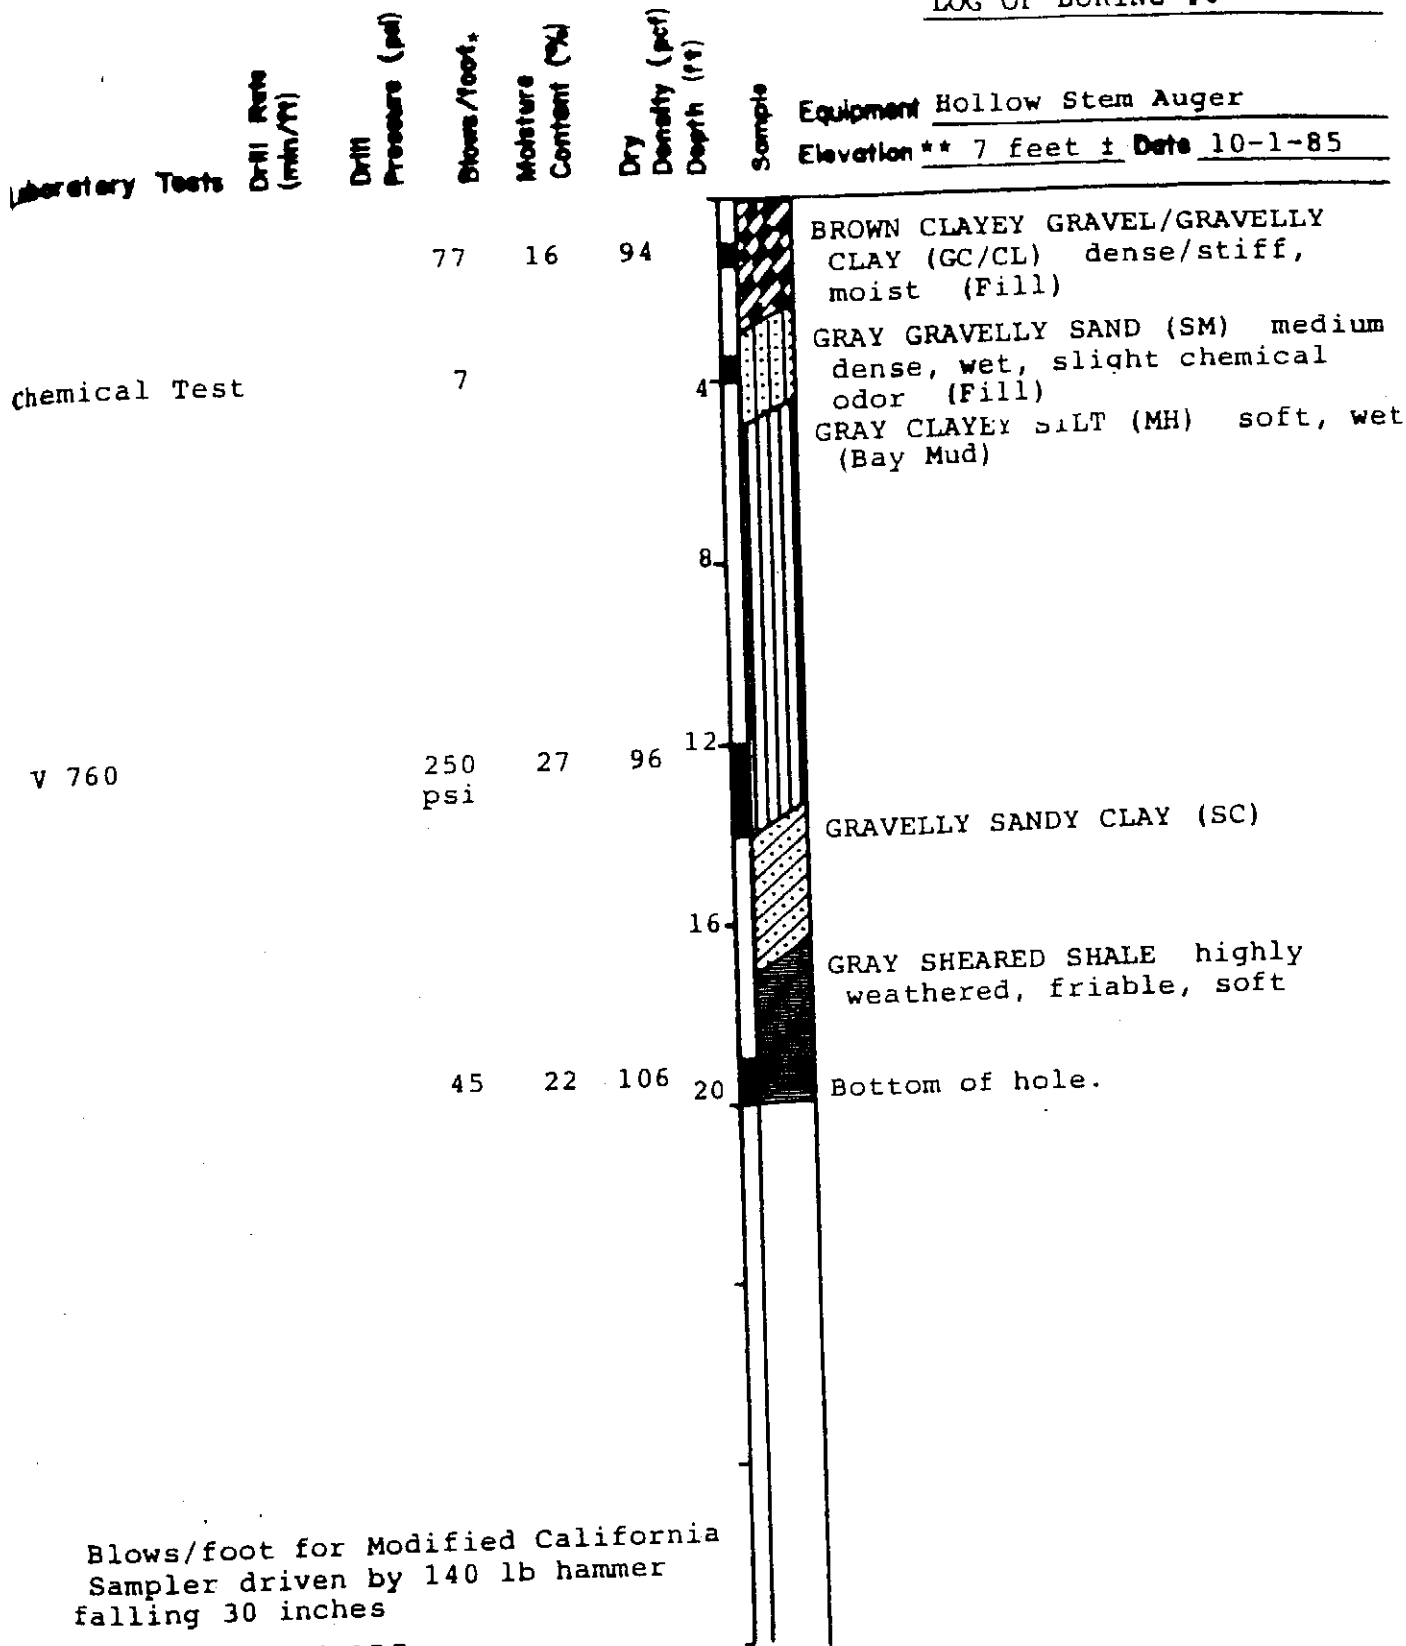 LOG OF BORING
Equipment Hollow Stem Auger
Elevation ** 7 feet ± Date 10-1-85
Laboratory Tests
Drill Rate
(min/ft)
Drill
Pressure (psi)
Blows/foot*
Moisture
Content (%)
Dry
Density (pcf)
Depth (ft)
Sample
BROWN CLAYEY GRAVEL/GRAVELLY
77 16 94 CLAY (GC/CL) dense/stiff,
moist (Fill)
GRAY GRAVELLY SAND (SM) medium
Chemical Test 7 4 dense, wet, slight chemical
odor (Fill)
GRAY CLAYEY SILT (MH) soft, wet
(Bay Mud)
8
12
V 760 250 27 96
psi
GRAVELLY SANDY CLAY (SC)
16
GRAY SHEARED SHALE highly
weathered, friable, soft
45 22 106 20 Bottom of hole.
Blows/foot for Modified California
Sampler driven by 140 lb hammer
falling 30 inches